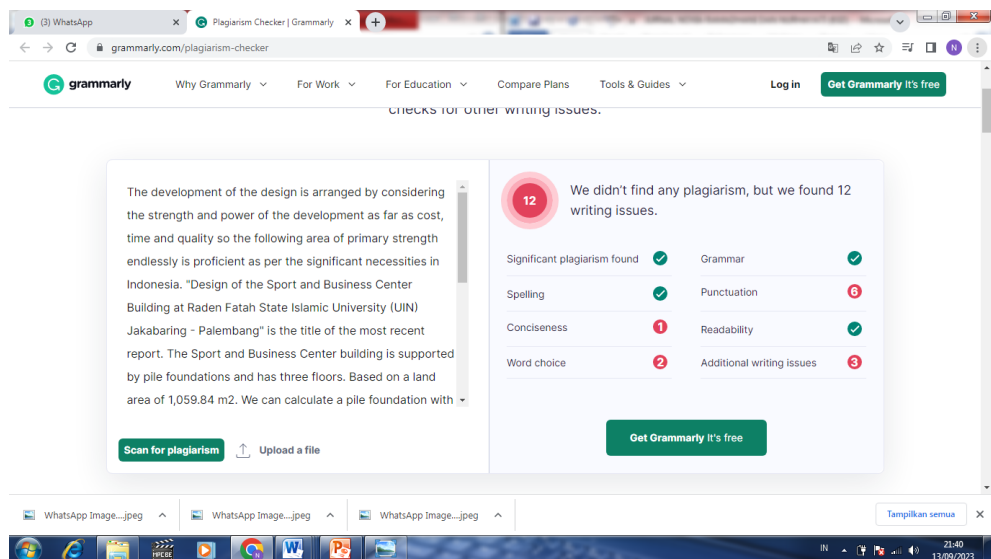 (3) WhatsApp
Plagiarism Checker | Grammarly
grammarly.com/plagiarism-checker
grammarly
Why Grammarly
For Work
For Education
Compare Plans
Tools & Guides
Log in
Get Grammarly It's free
checks for other writing issues.
The development of the design is arranged by considering
the strength and power of the development as far as cost,
time and quality so the following area of primary strength
endlessly is proficient as per the significant necessities in
Indonesia. "Design of the Sport and Business Center
Building at Raden Fatah State Islamic University (UIN)
Jakabaring - Palembang" is the title of the most recent
report. The Sport and Business Center building is supported
by pile foundations and has three floors. Based on a land
area of 1,059.84 m2. We can calculate a pile foundation with
Scan for plagiarism
Upload a file
12
We didn't find any plagiarism, but we found 12
writing issues.
Significant plagiarism found
Grammar
Spelling
Punctuation 6
Conciseness 1
Readability
Word choice 2
Additional writing issues 3
Get Grammarly It's free
WhatsApp Image....jpeg
WhatsApp Image....jpeg
WhatsApp Image....jpeg
Tampilkan semua
IN
21:40
13/09/2023